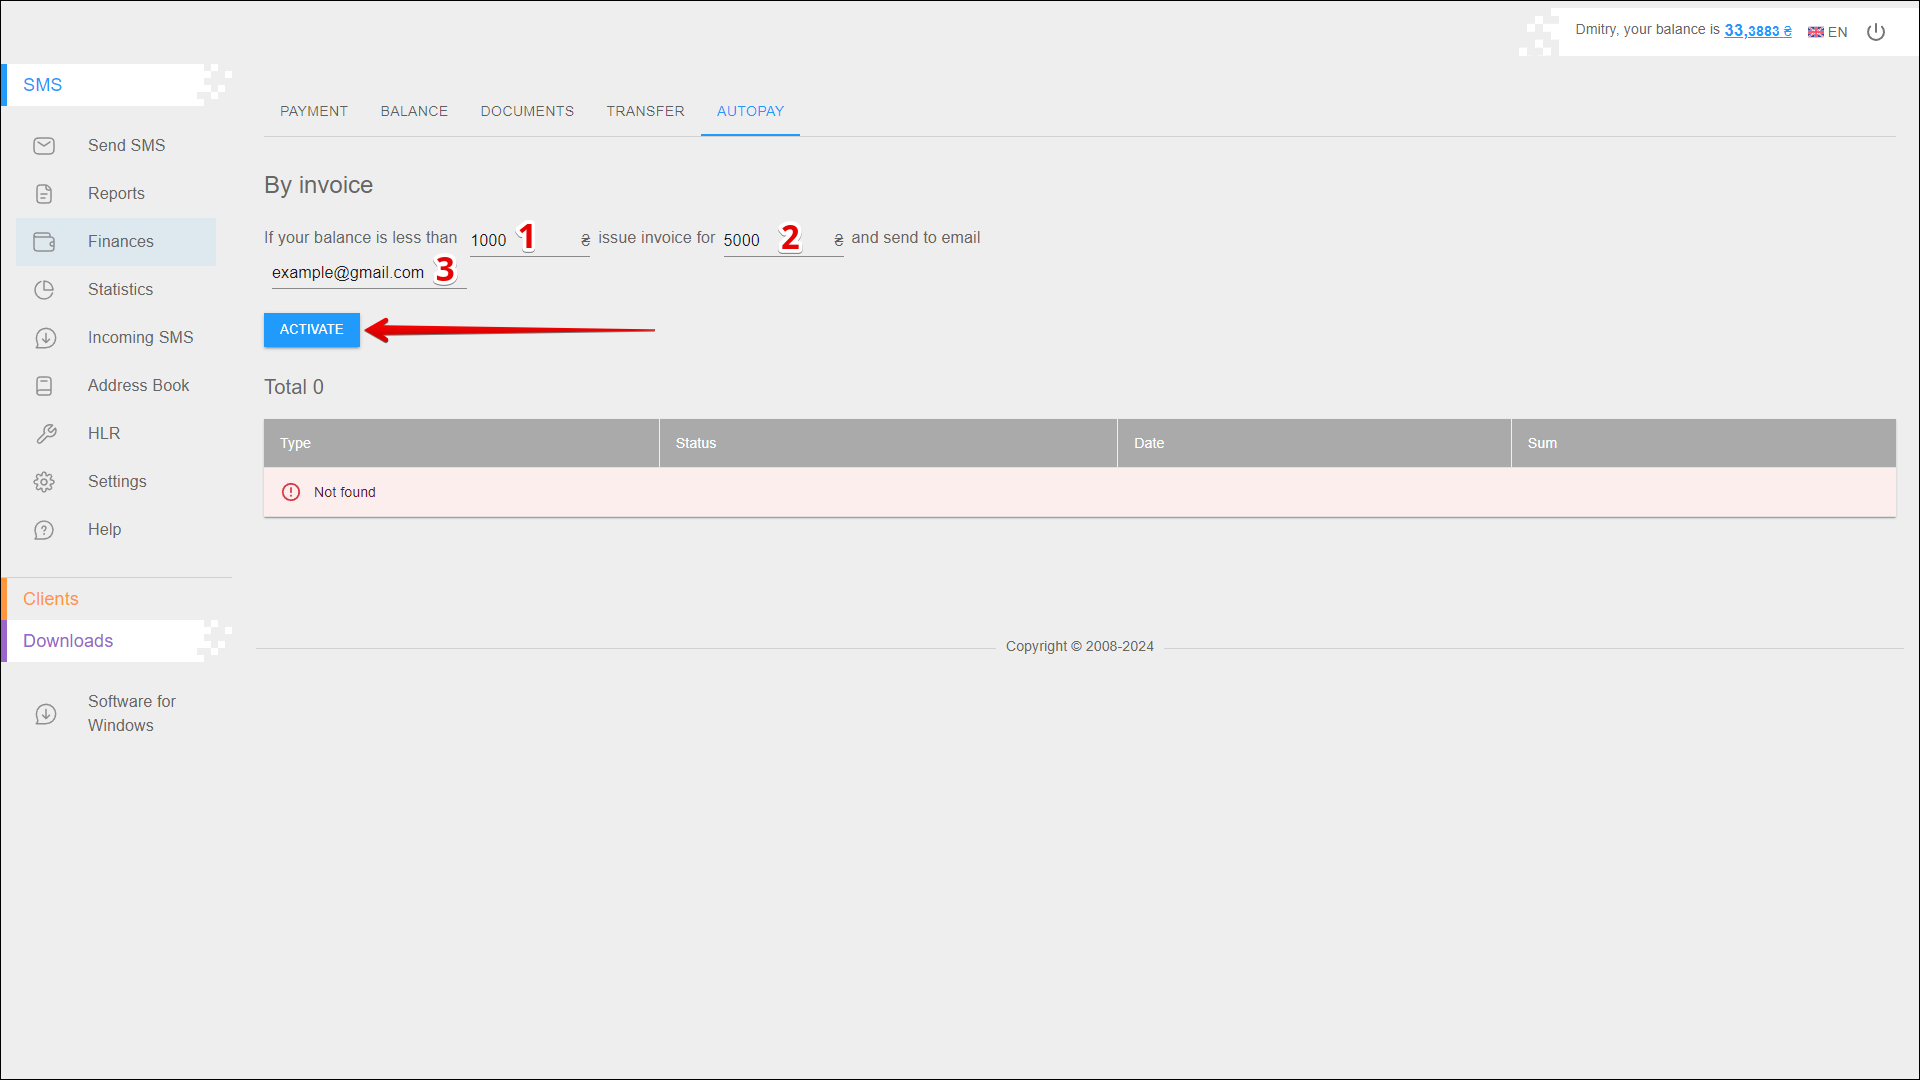 Dmitry, your balance is 33,3883 ₴ EN
SMS
Send SMS
Reports
Finances
Statistics
Incoming SMS
Address Book
HLR
Settings
Help
Clients
Downloads
Software for
Windows
PAYMENT BALANCE DOCUMENTS TRANSFER AUTOPAY
By invoice
If your balance is less than 1000 1 ₴ issue invoice for 5000 2 ₴ and send to email
example@gmail.com 3
ACTIVATE
Total 0
Type Status Date Sum
Not found
Copyright © 2008-2024